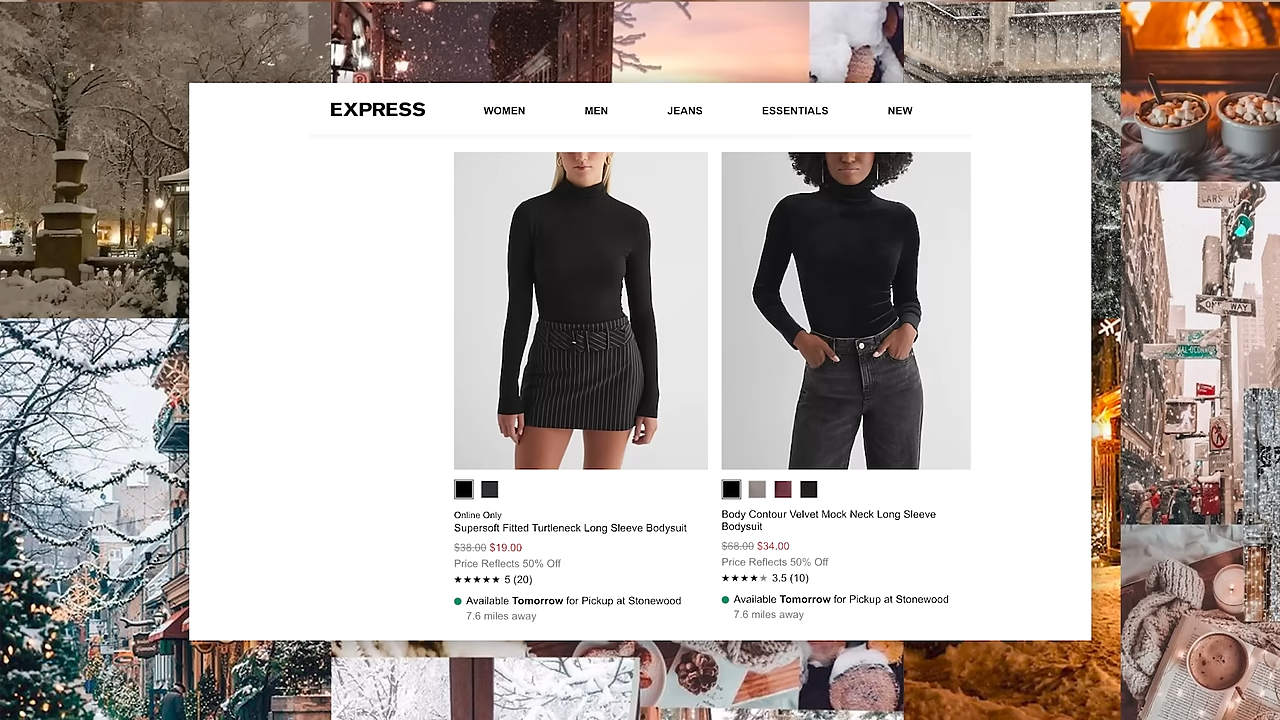 EXPRESS
WOMEN
MEN
JEANS
ESSENTIALS
NEW
Online Only
Supersoft Fitted Turtleneck Long Sleeve Bodysuit
$38.00 $19.00
Price Reflects 50% Off
★★★★★ 5 (20)
Available Tomorrow for Pickup at Stonewood
7.6 miles away
Body Contour Velvet Mock Neck Long Sleeve
Bodysuit
$68.00 $34.00
Price Reflects 50% Off
★★★★★ 3.5 (10)
Available Tomorrow for Pickup at Stonewood
7.6 miles away
ONE WAY